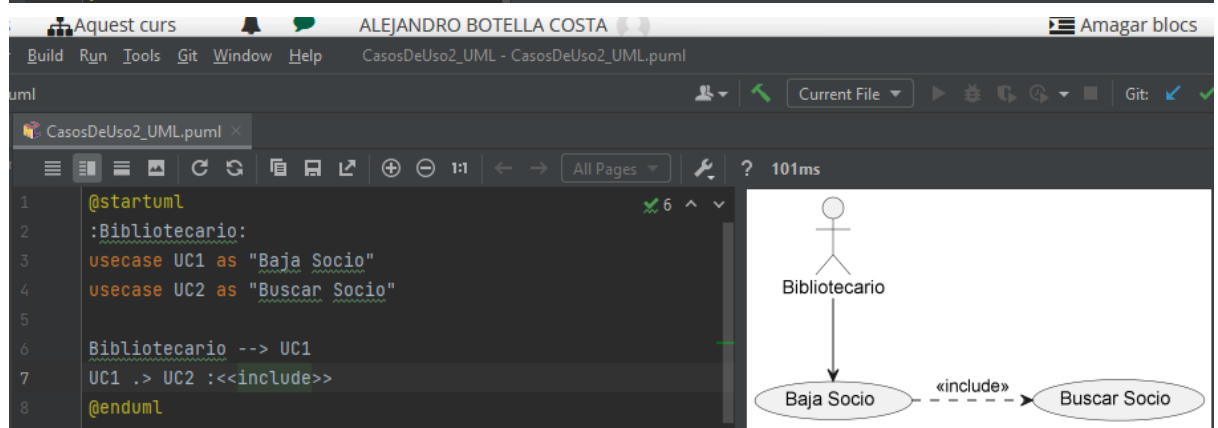 Aquest curs ALEJANDRO BOTELLA COSTA Amagar blocs
Build Run Tools Git Window Help CasosDeUso2_UML - CasosDeUso2_UML.puml
uml Current File Git:
CasosDeUso2_UML.puml
1:1 All Pages ? 101ms
1 @startuml 6
2 :Bibliotecario:
3 usecase UC1 as "Baja Socio"
4 usecase UC2 as "Buscar Socio"
5
6 Bibliotecario --> UC1
7 UC1 .> UC2 :<<include>>
8 @enduml
Bibliotecario
«include»
Baja Socio Buscar Socio